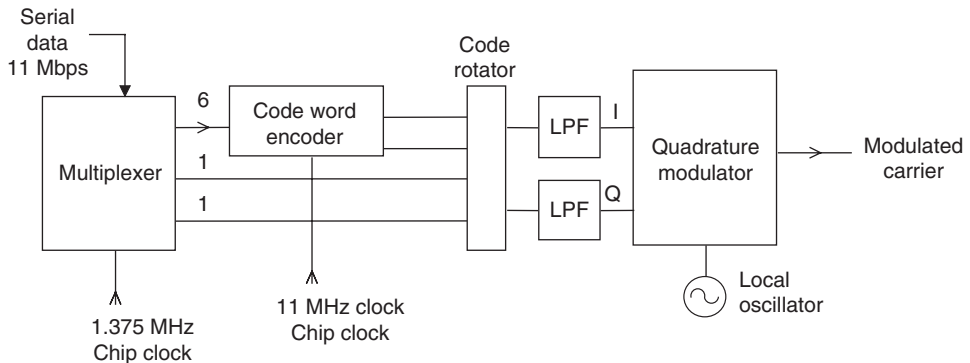 Serial
data
11 Mbps
Multiplexer
6
1
1
Code word
encoder
Code
rotator
LPF
LPF
I
Q
Quadrature
modulator
Modulated
carrier
Local
oscillator
11 MHz clock
Chip clock
1.375 MHz
Chip clock